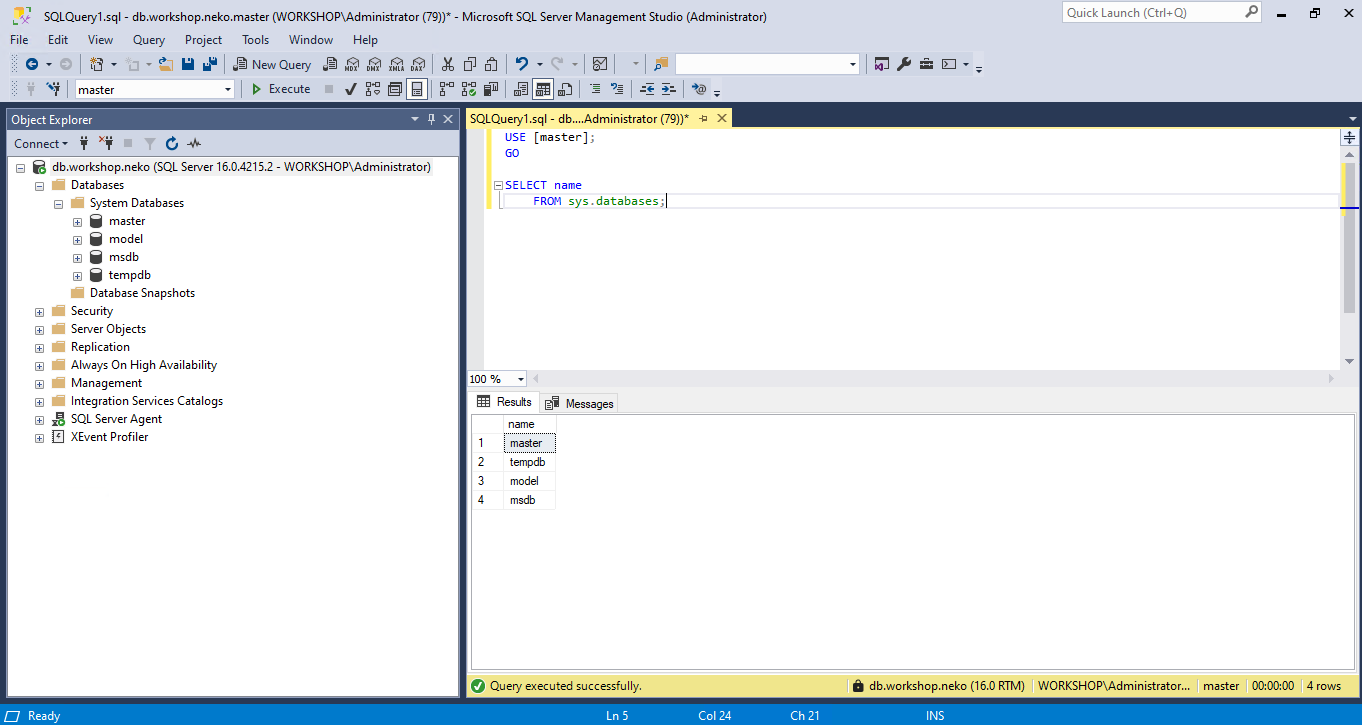 SQLQuery1.sql - db.workshop.neko.master (WORKSHOP\Administrator (79))* - Microsoft SQL Server Management Studio (Administrator)
Quick Launch (Ctrl+Q)
File Edit View Query Project Tools Window Help
New Query MDX DMX XMLA DAX
master Execute
Object Explorer
Connect
db.workshop.neko (SQL Server 16.0.4215.2 - WORKSHOP\Administrator)
Databases
System Databases
master
model
msdb
tempdb
Database Snapshots
Security
Server Objects
Replication
Always On High Availability
Management
Integration Services Catalogs
SQL Server Agent
XEvent Profiler
SQLQuery1.sql - db....Administrator (79))*
USE [master];
GO
SELECT name
FROM sys.databases;
100 %
Results Messages
name
1 master
2 tempdb
3 model
4 msdb
Query executed successfully. db.workshop.neko (16.0 RTM) WORKSHOP\Administrator... master 00:00:00 4 rows
Ready Ln 5 Col 24 Ch 21 INS